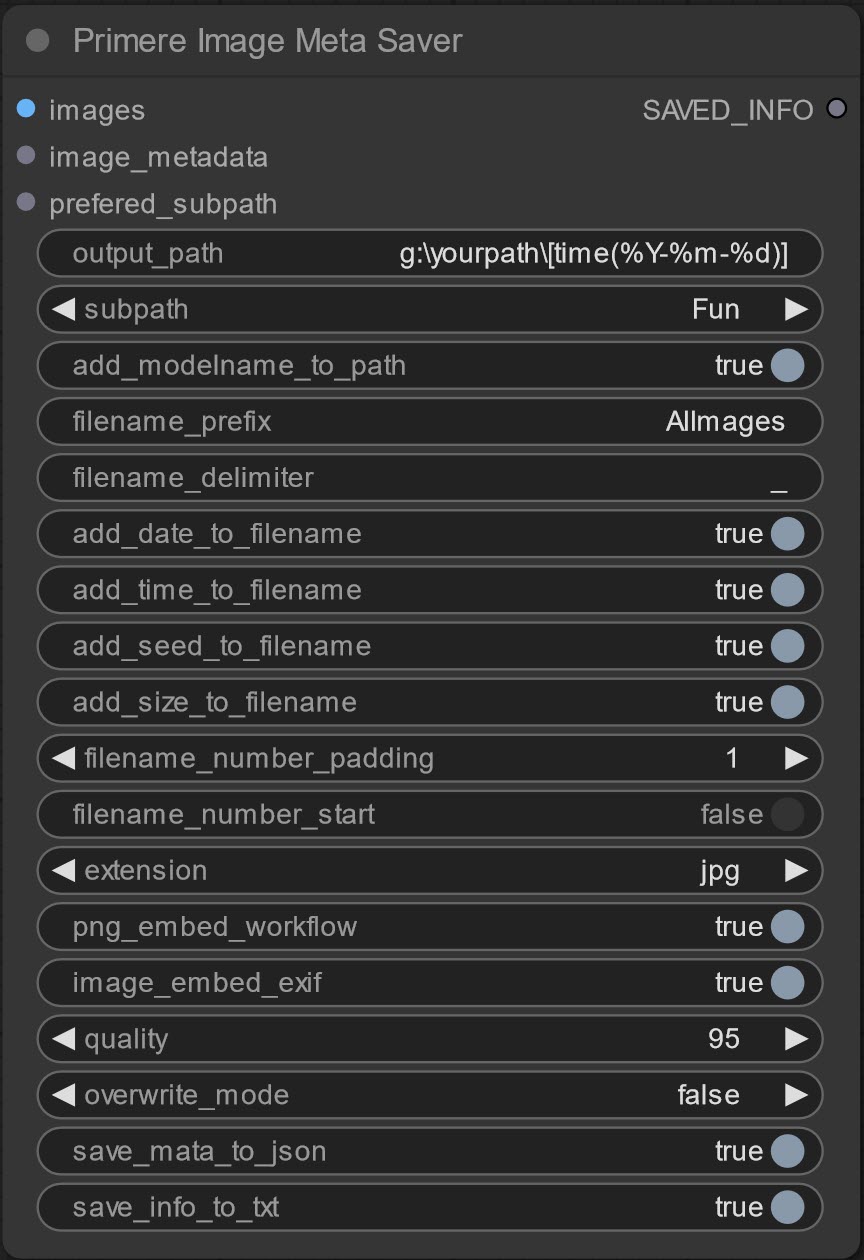 Primere Image Meta Saver
images SAVED_INFO
image_metadata
prefered_subpath
output_path g:\yourpath\[time(%Y-%m-%d)]
subpath Fun
add_modelname_to_path true
filename_prefix AIImages
filename_delimiter _
add_date_to_filename true
add_time_to_filename true
add_seed_to_filename true
add_size_to_filename true
filename_number_padding 1
filename_number_start false
extension jpg
png_embed_workflow true
image_embed_exif true
quality 95
overwrite_mode false
save_mata_to_json true
save_info_to_txt true